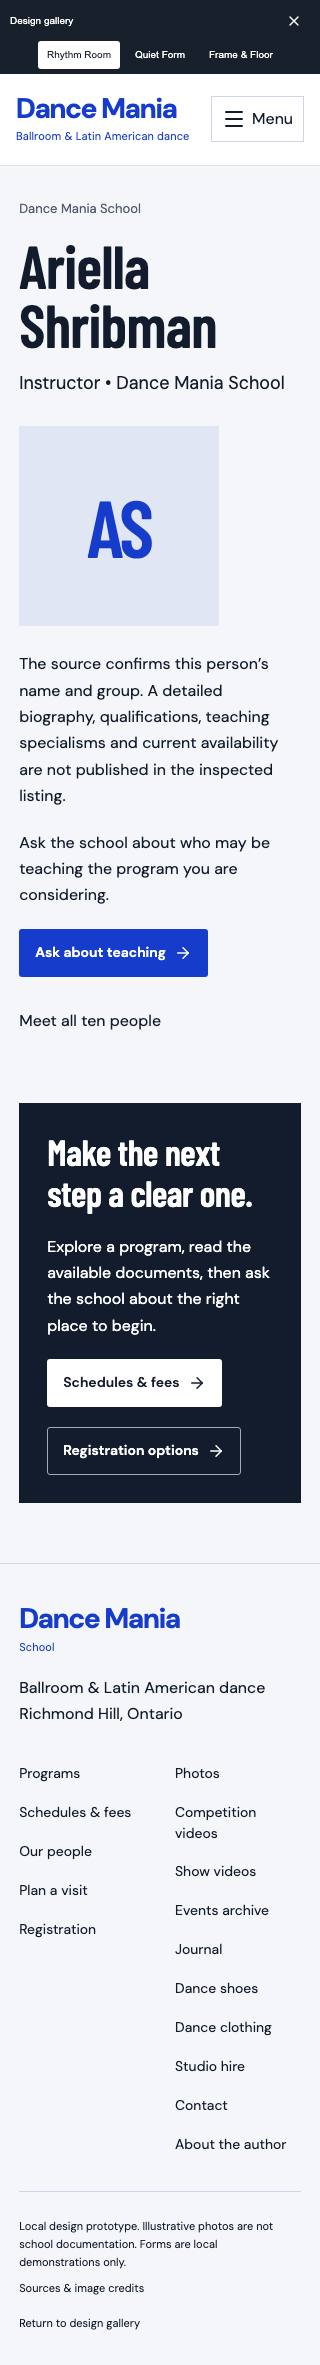 Design gallery
Rhythm Room
Quiet Form
Frame & Floor
Dance Mania
Ballroom & Latin American dance
Menu
Dance Mania School
Ariella
Shribman
Instructor • Dance Mania School
AS
The source confirms this person’s
name and group. A detailed
biography, qualifications, teaching
specialisms and current availability
are not published in the inspected
listing.
Ask the school about who may be
teaching the program you are
considering.
Ask about teaching
Meet all ten people
Make the next
step a clear one.
Explore a program, read the
available documents, then ask
the school about the right
place to begin.
Schedules & fees
Registration options
Dance Mania
School
Ballroom & Latin American dance
Richmond Hill, Ontario
Programs
Schedules & fees
Our people
Plan a visit
Registration
Photos
Competition
videos
Show videos
Events archive
Journal
Dance shoes
Dance clothing
Studio hire
Contact
About the author
Local design prototype. Illustrative photos are not
school documentation. Forms are local
demonstrations only.
Sources & image credits
Return to design gallery